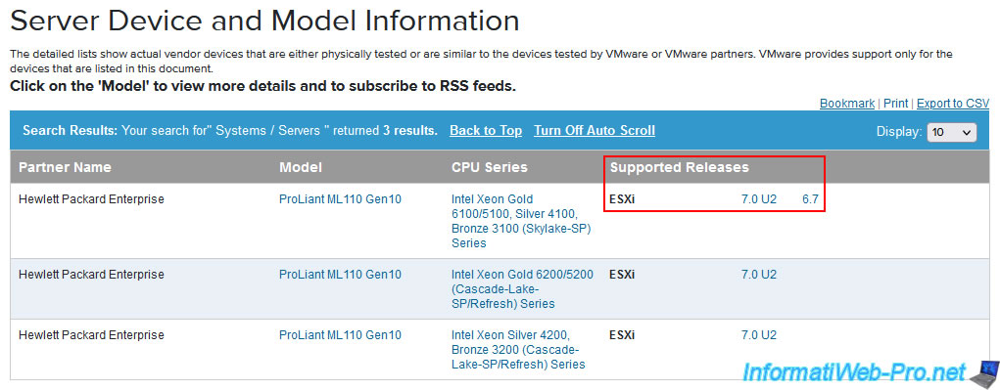 Server Device and Model Information
The detailed lists show actual vendor devices that are either physically tested or are similar to the devices tested by VMware or VMware partners. VMware provides support only for the
devices that are listed in this document.
Click on the 'Model' to view more details and to subscribe to RSS feeds.
Bookmark | Print | Export to CSV
Search Results: Your search for" Systems / Servers " returned 3 results. Back to Top Turn Off Auto Scroll Display: 10
Partner Name Model CPU Series Supported Releases
Hewlett Packard Enterprise ProLiant ML110 Gen10 Intel Xeon Gold ESXi 7.0 U2 6.7
6100/5100, Silver 4100,
Bronze 3100 (Skylake-SP)
Series
Hewlett Packard Enterprise ProLiant ML110 Gen10 Intel Xeon Gold 6200/5200 ESXi 7.0 U2
(Cascade-Lake-
SP/Refresh) Series
Hewlett Packard Enterprise ProLiant ML110 Gen10 Intel Xeon Silver 4200, ESXi 7.0 U2
Bronze 3200 (Cascade-
Lake-SP/Refresh) Series
InformatiWeb-Pro.net